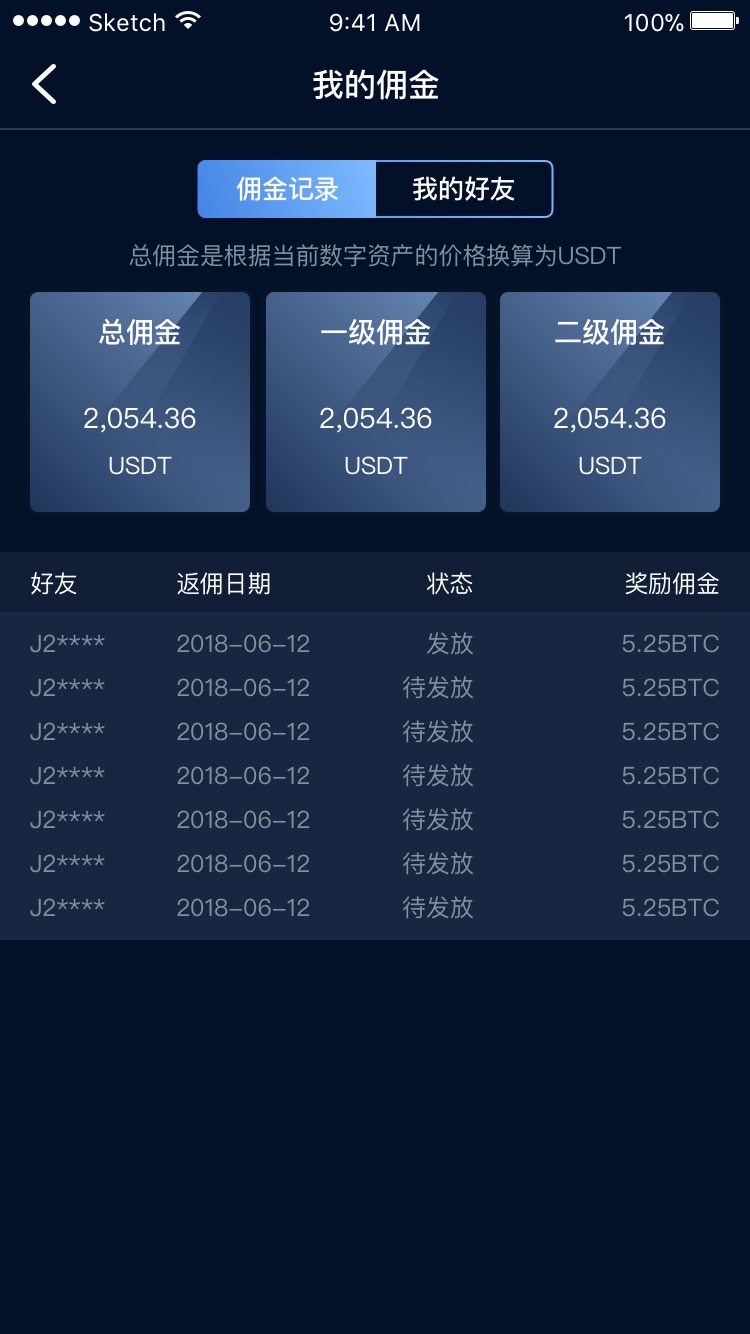 Sketch 9:41 AM 100%
我的佣金
佣金记录 我的好友
总佣金是根据当前数字资产的价格换算为USDT
总佣金 一级佣金 二级佣金
2,054.36 2,054.36 2,054.36
USDT USDT USDT
好友 返佣日期 状态 奖励佣金
J2**** 2018-06-12 发放 5.25BTC
J2**** 2018-06-12 待发放 5.25BTC
J2**** 2018-06-12 待发放 5.25BTC
J2**** 2018-06-12 待发放 5.25BTC
J2**** 2018-06-12 待发放 5.25BTC
J2**** 2018-06-12 待发放 5.25BTC
J2**** 2018-06-12 待发放 5.25BTC